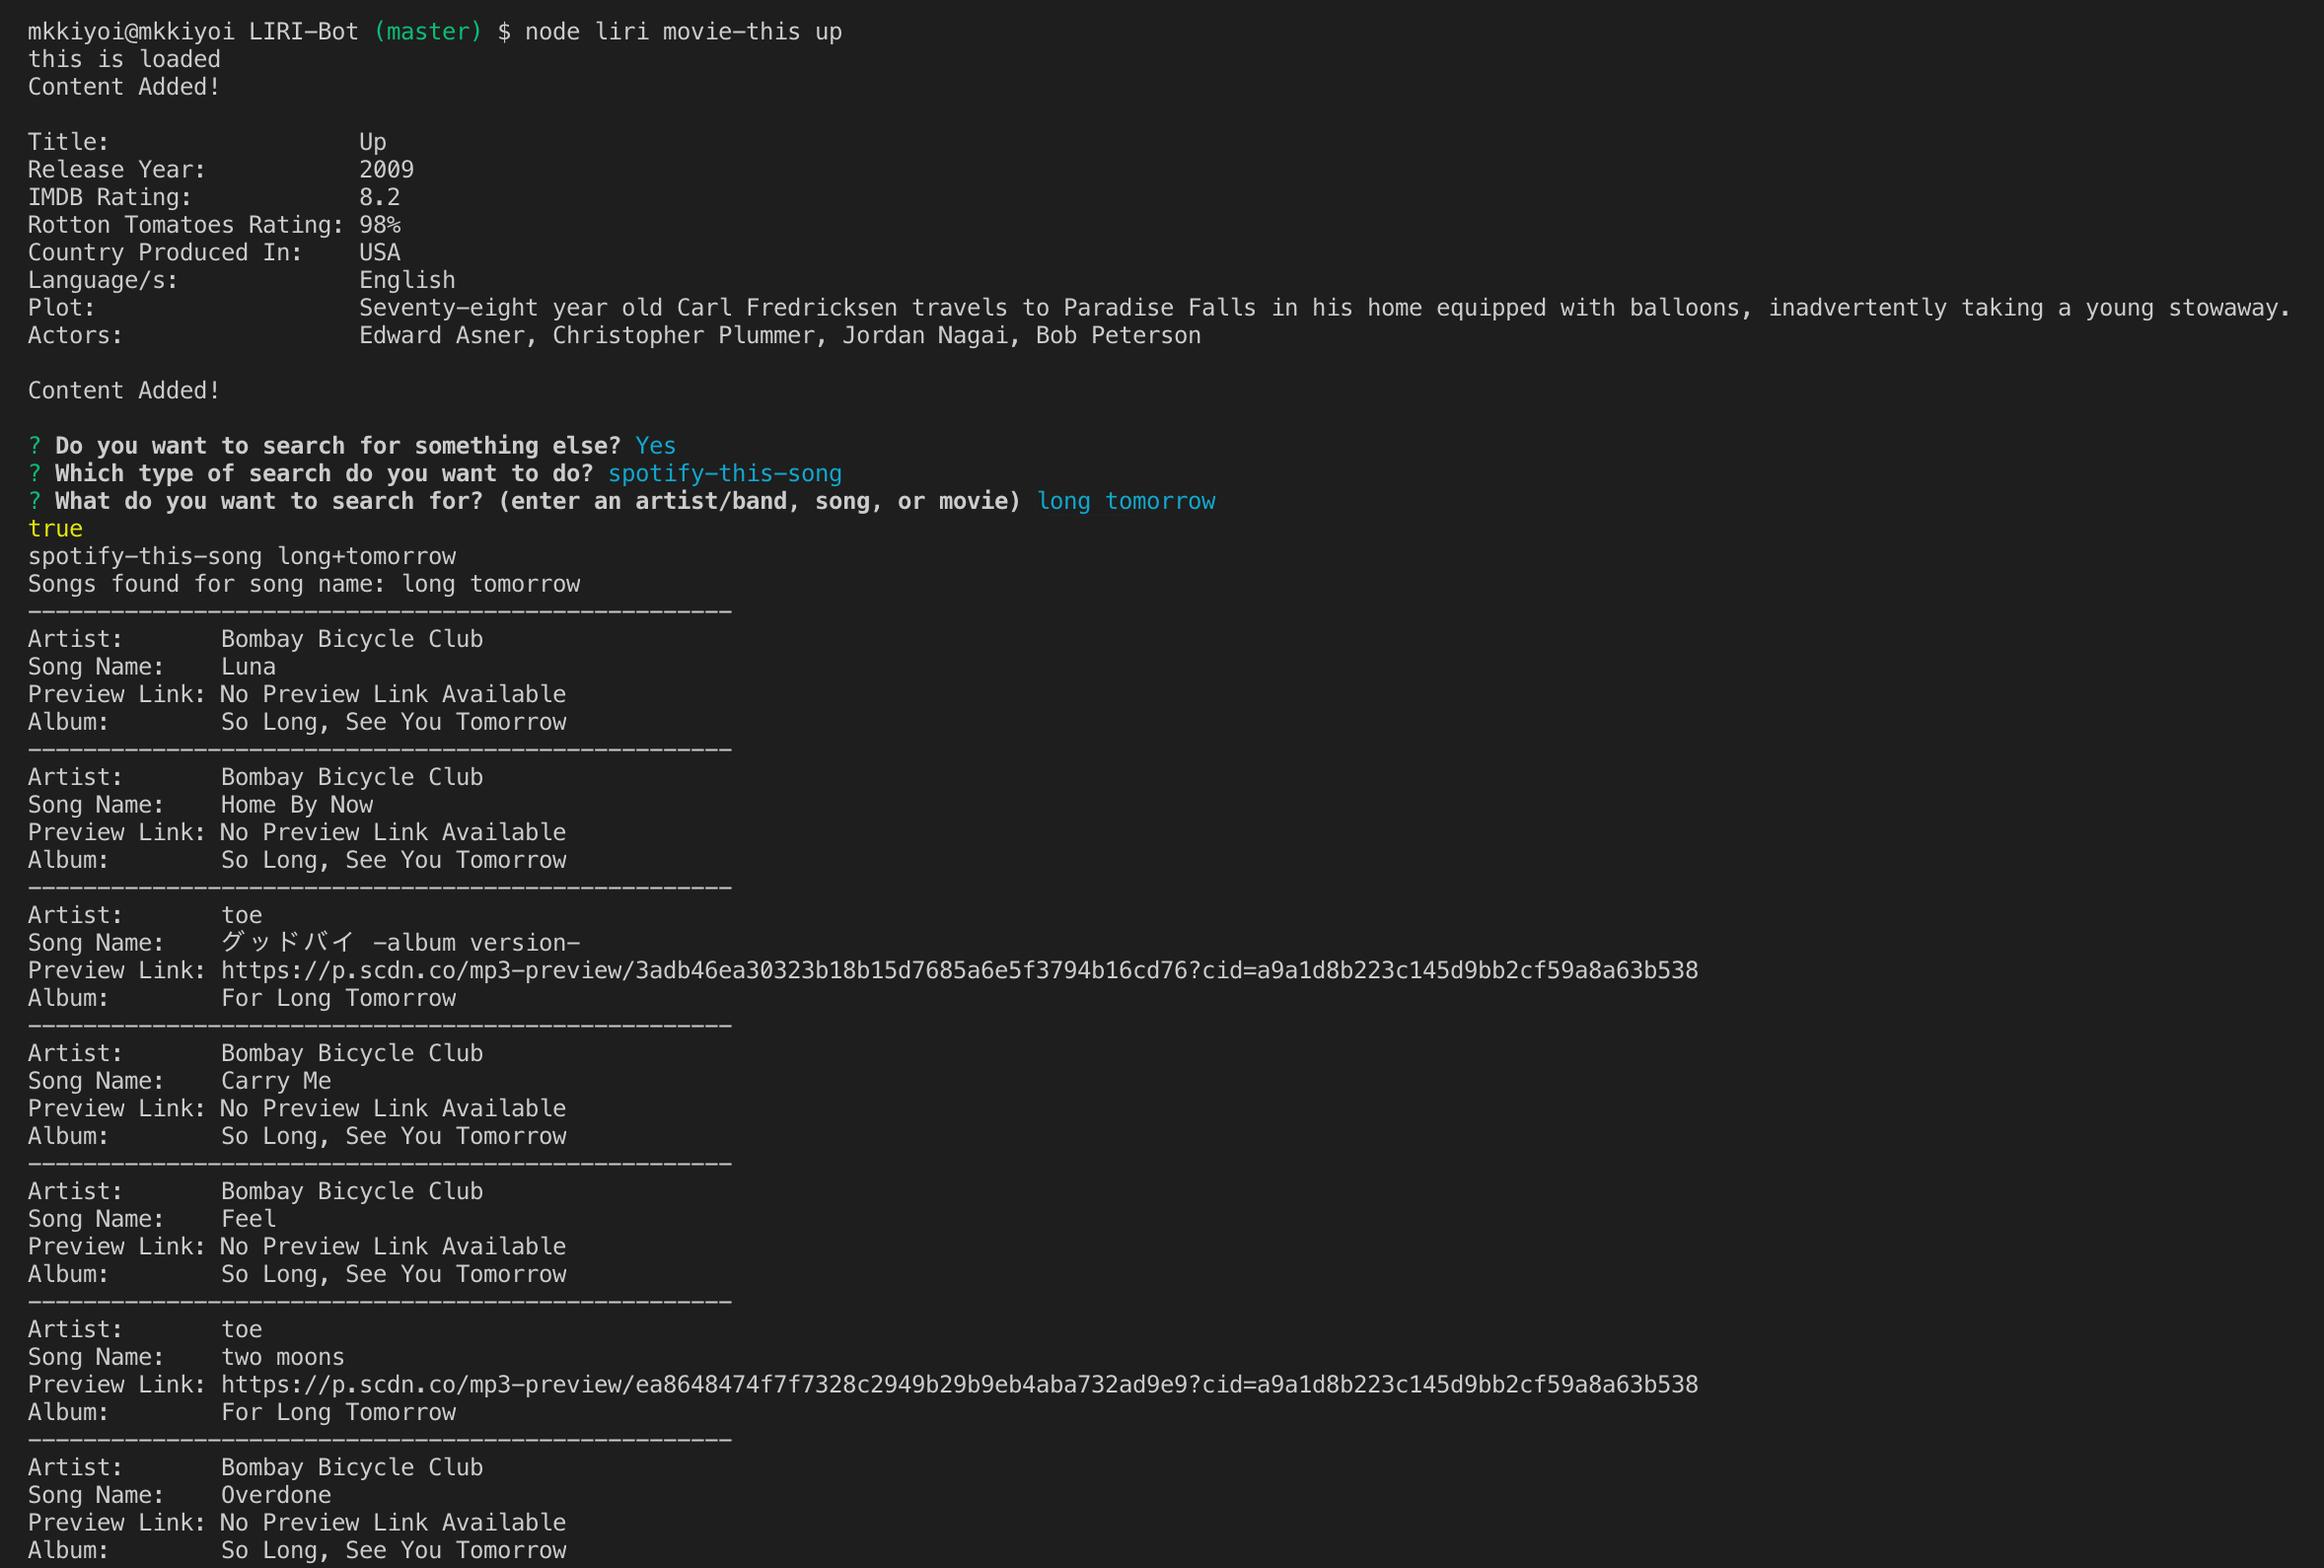 mkkiyoi@mkkiyoi LIRI-Bot (master) $ node liri movie-this up
this is loaded
Content Added!
Title: Up
Release Year: 2009
IMDB Rating: 8.2
Rotton Tomatoes Rating: 98%
Country Produced In: USA
Language/s: English
Plot: Seventy-eight year old Carl Fredricksen travels to Paradise Falls in his home equipped with balloons, inadvertently taking a young stowaway.
Actors: Edward Asner, Christopher Plummer, Jordan Nagai, Bob Peterson
Content Added!
? Do you want to search for something else? Yes
? Which type of search do you want to do? spotify-this-song
? What do you want to search for? (enter an artist/band, song, or movie) long tomorrow
true
spotify-this-song long+tomorrow
Songs found for song name: long tomorrow
---------------------------------------------------
Artist: Bombay Bicycle Club
Song Name: Luna
Preview Link: No Preview Link Available
Album: So Long, See You Tomorrow
---------------------------------------------------
Artist: Bombay Bicycle Club
Song Name: Home By Now
Preview Link: No Preview Link Available
Album: So Long, See You Tomorrow
---------------------------------------------------
Artist: toe
Song Name: グッドバイ -album version-
Preview Link: https://p.scdn.co/mp3-preview/3adb46ea30323b18b15d7685a6e5f3794b16cd76?cid=a9a1d8b223c145d9bb2cf59a8a63b538
Album: For Long Tomorrow
---------------------------------------------------
Artist: Bombay Bicycle Club
Song Name: Carry Me
Preview Link: No Preview Link Available
Album: So Long, See You Tomorrow
---------------------------------------------------
Artist: Bombay Bicycle Club
Song Name: Feel
Preview Link: No Preview Link Available
Album: So Long, See You Tomorrow
---------------------------------------------------
Artist: toe
Song Name: two moons
Preview Link: https://p.scdn.co/mp3-preview/ea8648474f7f7328c2949b29b9eb4aba732ad9e9?cid=a9a1d8b223c145d9bb2cf59a8a63b538
Album: For Long Tomorrow
---------------------------------------------------
Artist: Bombay Bicycle Club
Song Name: Overdone
Preview Link: No Preview Link Available
Album: So Long, See You Tomorrow